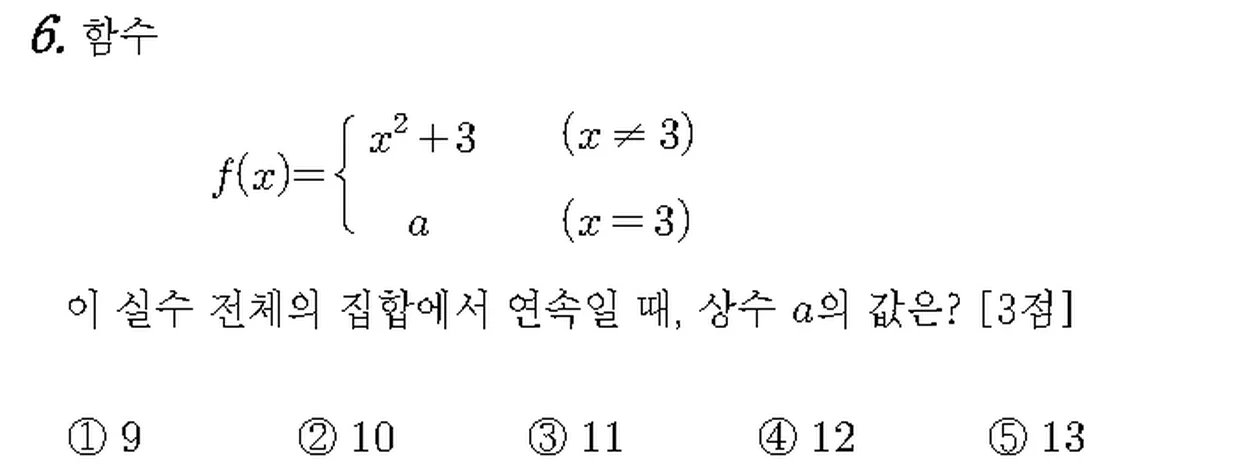 6. 함수
f(x)= { x² + 3 (x ≠ 3)
a (x = 3)
이 실수 전체의 집합에서 연속일 때, 상수 a의 값은? [3점]
① 9 ② 10 ③ 11 ④ 12 ⑤ 13